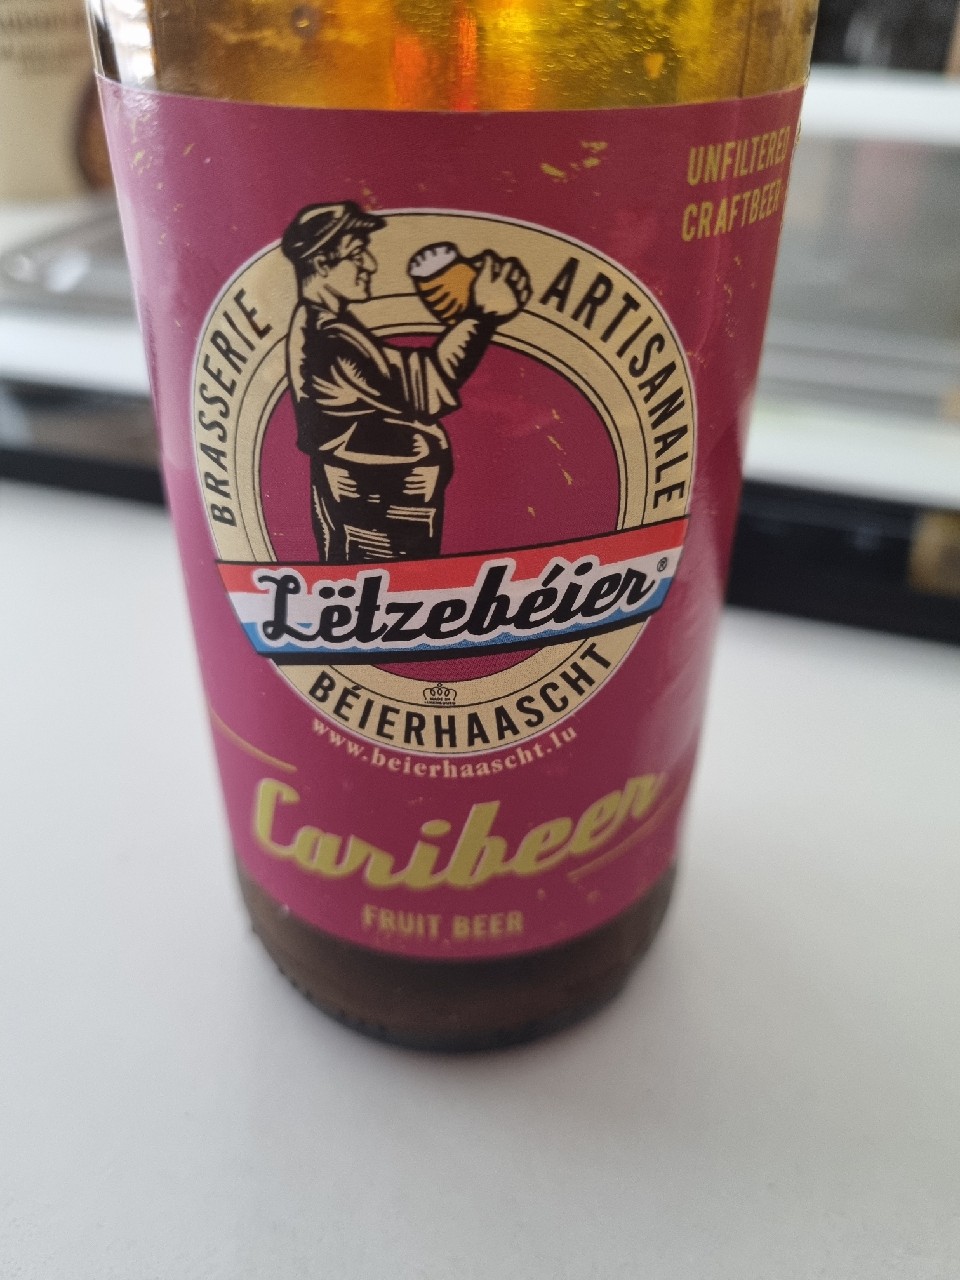 UNFILTERED
CRAFTBEER
BRASSERIE ARTISANALE
Lëtzebéier®
BÉIERHAASCHT
www.beierhaascht.lu
Caribeer
FRUIT BEER